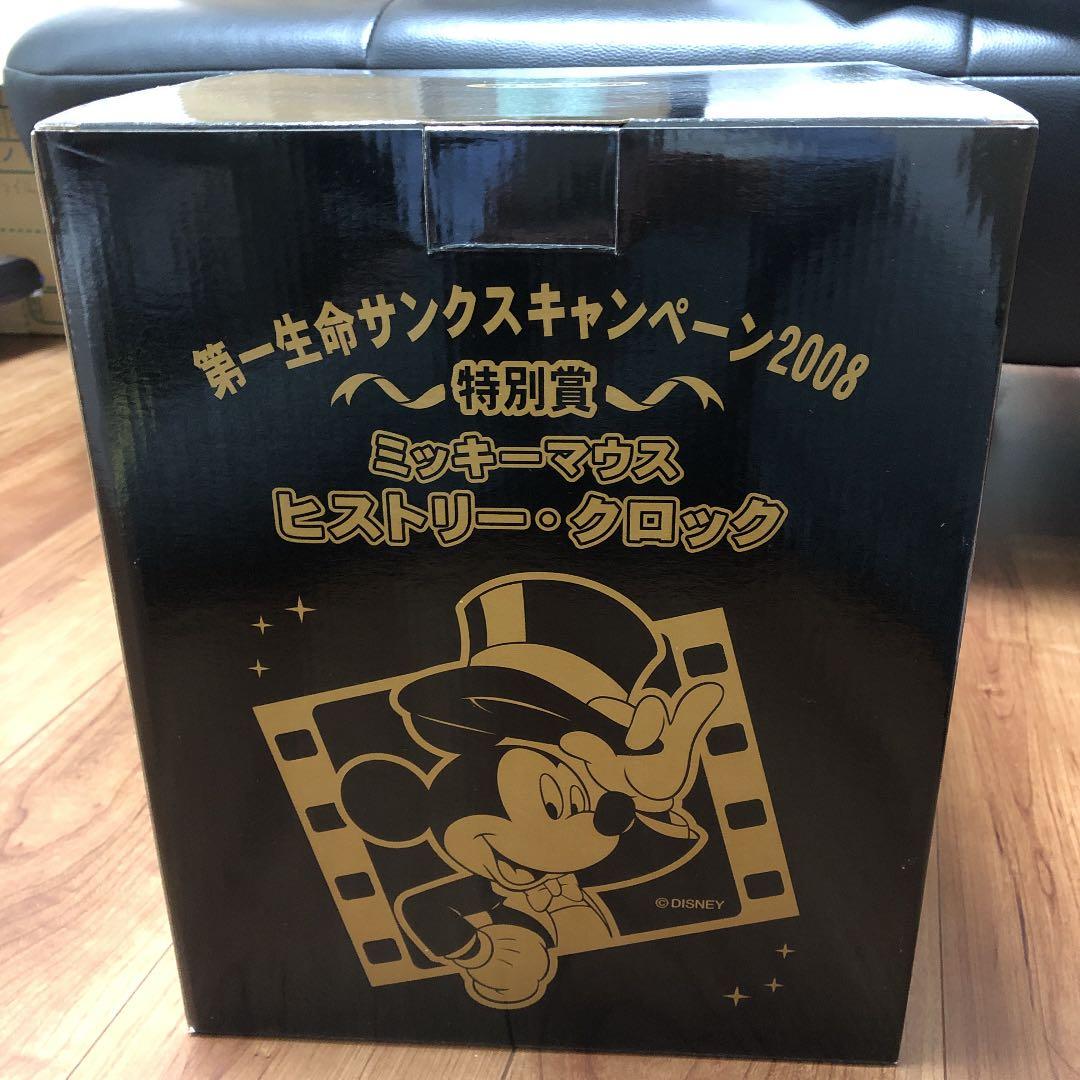 第一生命サンクスキャンペーン2008
特別賞
ミッキーマウス
ヒストリー・クロック
©DISNEY